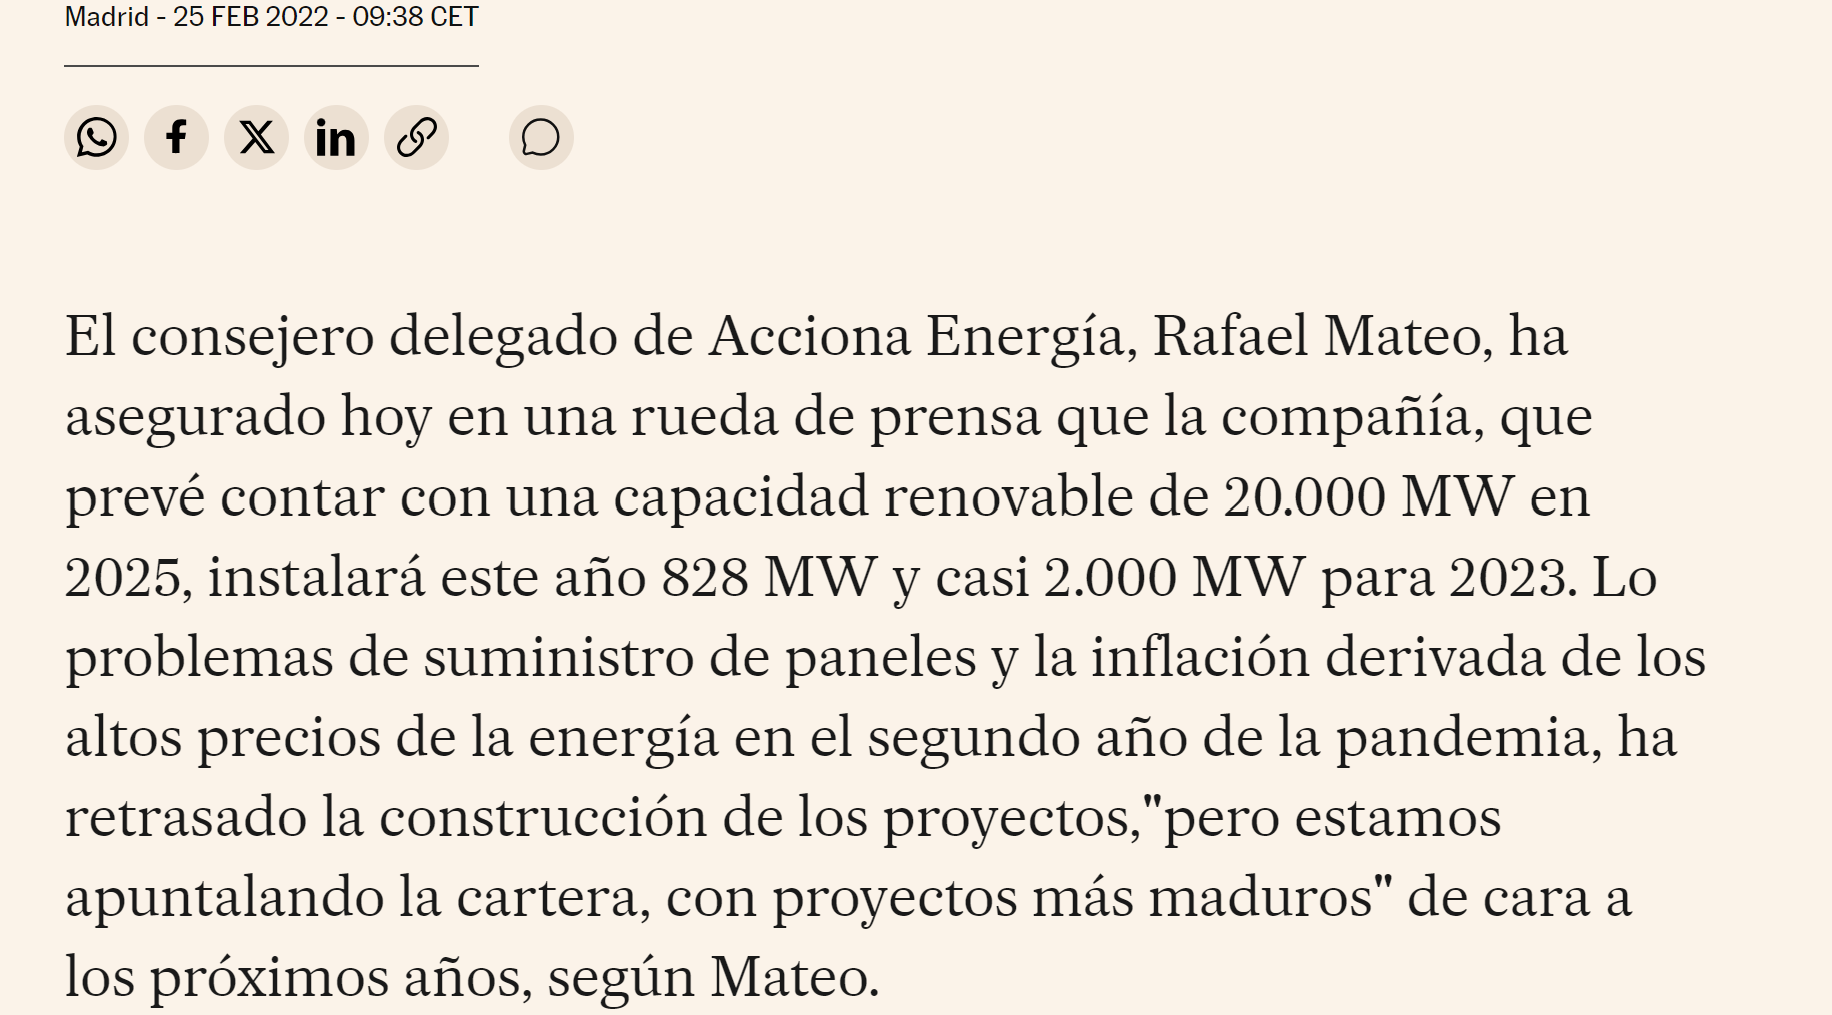 Madrid - 25 FEB 2022 - 09:38 CET
El consejero delegado de Acciona Energía, Rafael Mateo, ha
asegurado hoy en una rueda de prensa que la compañía, que
prevé contar con una capacidad renovable de 20.000 MW en
2025, instalará este año 828 MW y casi 2.000 MW para 2023. Lo
problemas de suministro de paneles y la inflación derivada de los
altos precios de la energía en el segundo año de la pandemia, ha
retrasado la construcción de los proyectos,"pero estamos
apuntalando la cartera, con proyectos más maduros" de cara a
los próximos años, según Mateo.